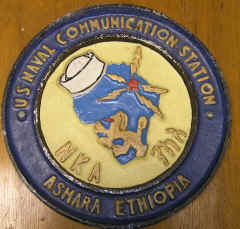 · US NAVAL COMMUNICATION STATION ·
NKA
ASMARA ETHIOPIA